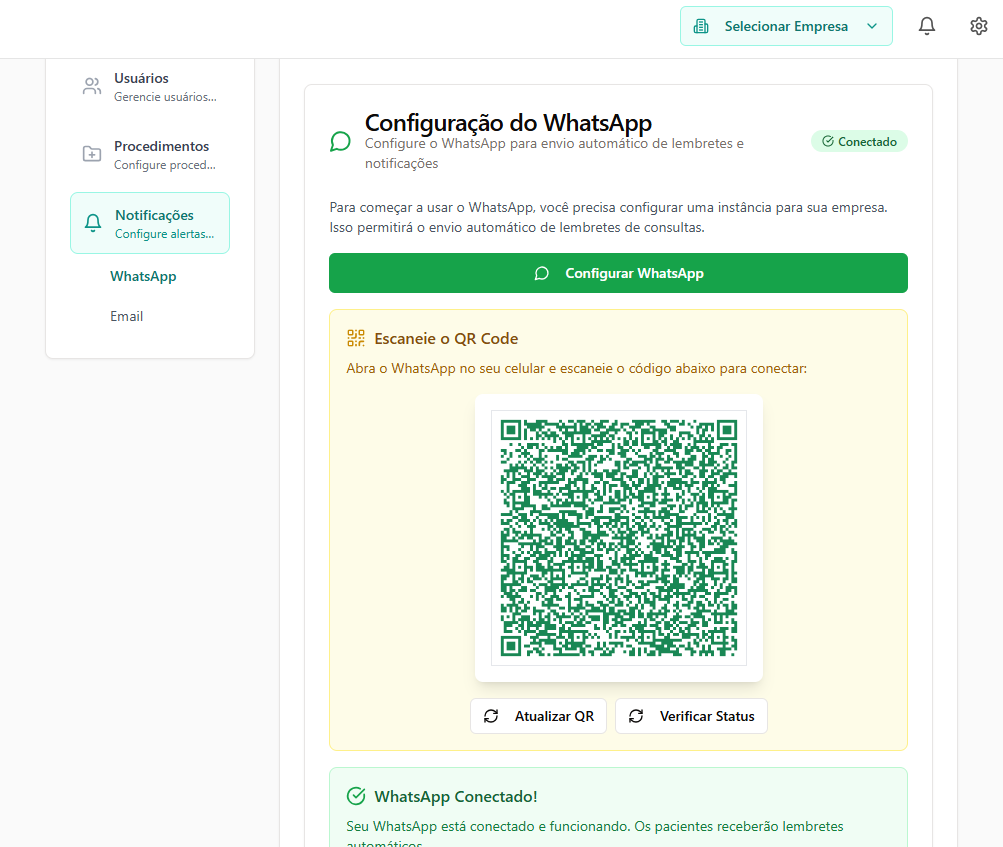 Selecionar Empresa
Usuários
Gerencie usuários...
Procedimentos
Configure proced...
Notificações
Configure alertas...
WhatsApp
Email
Configuração do WhatsApp
Configure o WhatsApp para envio automático de lembretes e
notificações
Conectado
Para começar a usar o WhatsApp, você precisa configurar uma instância para sua empresa.
Isso permitirá o envio automático de lembretes de consultas.
Configurar WhatsApp
Escaneie o QR Code
Abra o WhatsApp no seu celular e escaneie o código abaixo para conectar:
Atualizar QR
Verificar Status
WhatsApp Conectado!
Seu WhatsApp está conectado e funcionando. Os pacientes receberão lembretes
automáticos.